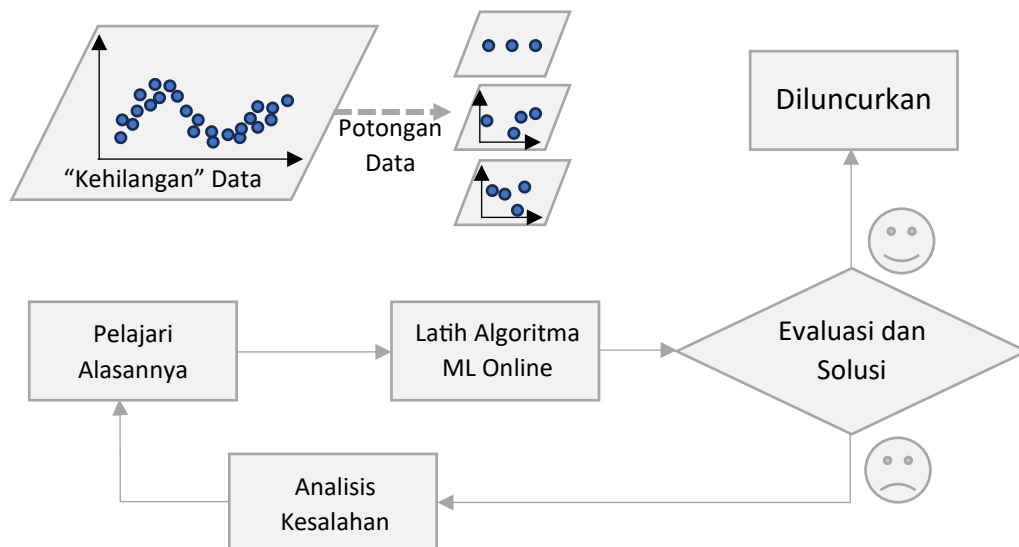 “Kehilangan” Data
Potongan
Data
Diluncurkan
Pelajari
Alasannya
Latih Algoritma
ML Online
Evaluasi dan
Solusi
Analisis
Kesalahan